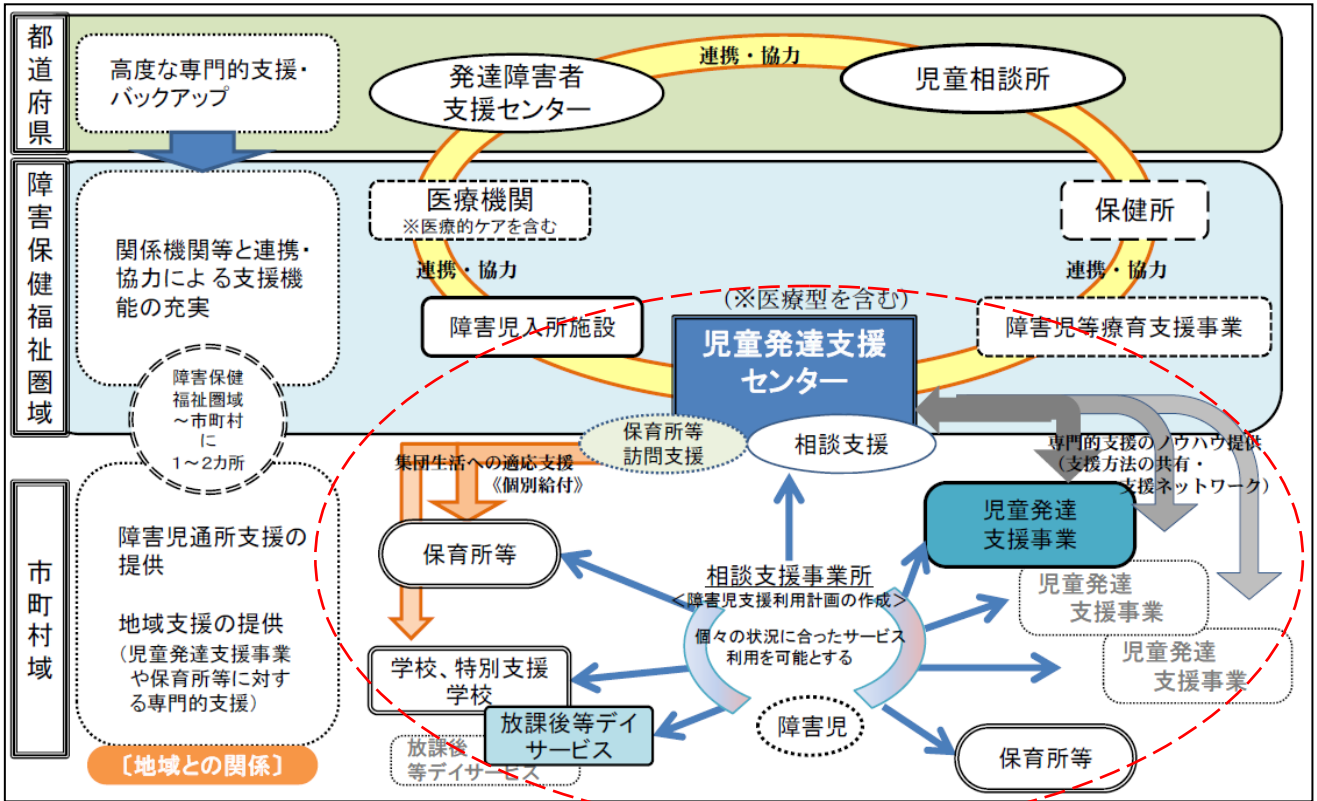 都道府県
高度な専門的支援・
バックアップ
発達障害者
支援センター
連携・協力
児童相談所
障害保健福祉圏域
関係機関等と連携・
協力による支援機
能の充実
医療機関
※医療的ケアを含む
保健所
連携・協力
連携・協力
障害児入所施設
（※医療型を含む）
児童発達支援
センター
障害児等療育支援事業
障害保健
福祉圏域
～市町村
に
1～2カ所
保育所等
訪問支援
相談支援
集団生活への適応支援
《個別給付》
専門的支援のノウハウ提供
（支援方法の共有・
支援ネットワーク）
市町村域
障害児通所支援の
提供
地域支援の提供
（児童発達支援事業
や保育所等に対す
る専門的支援）
〔地域との関係〕
保育所等
児童発達
支援事業
児童発達
支援事業
児童発達
支援事業
相談支援事業所
＜障害児支援利用計画の作成＞
個々の状況に合ったサービス
利用を可能とする
学校、特別支援
学校
放課後等デイ
サービス
放課後
等デイサービス
障害児
保育所等